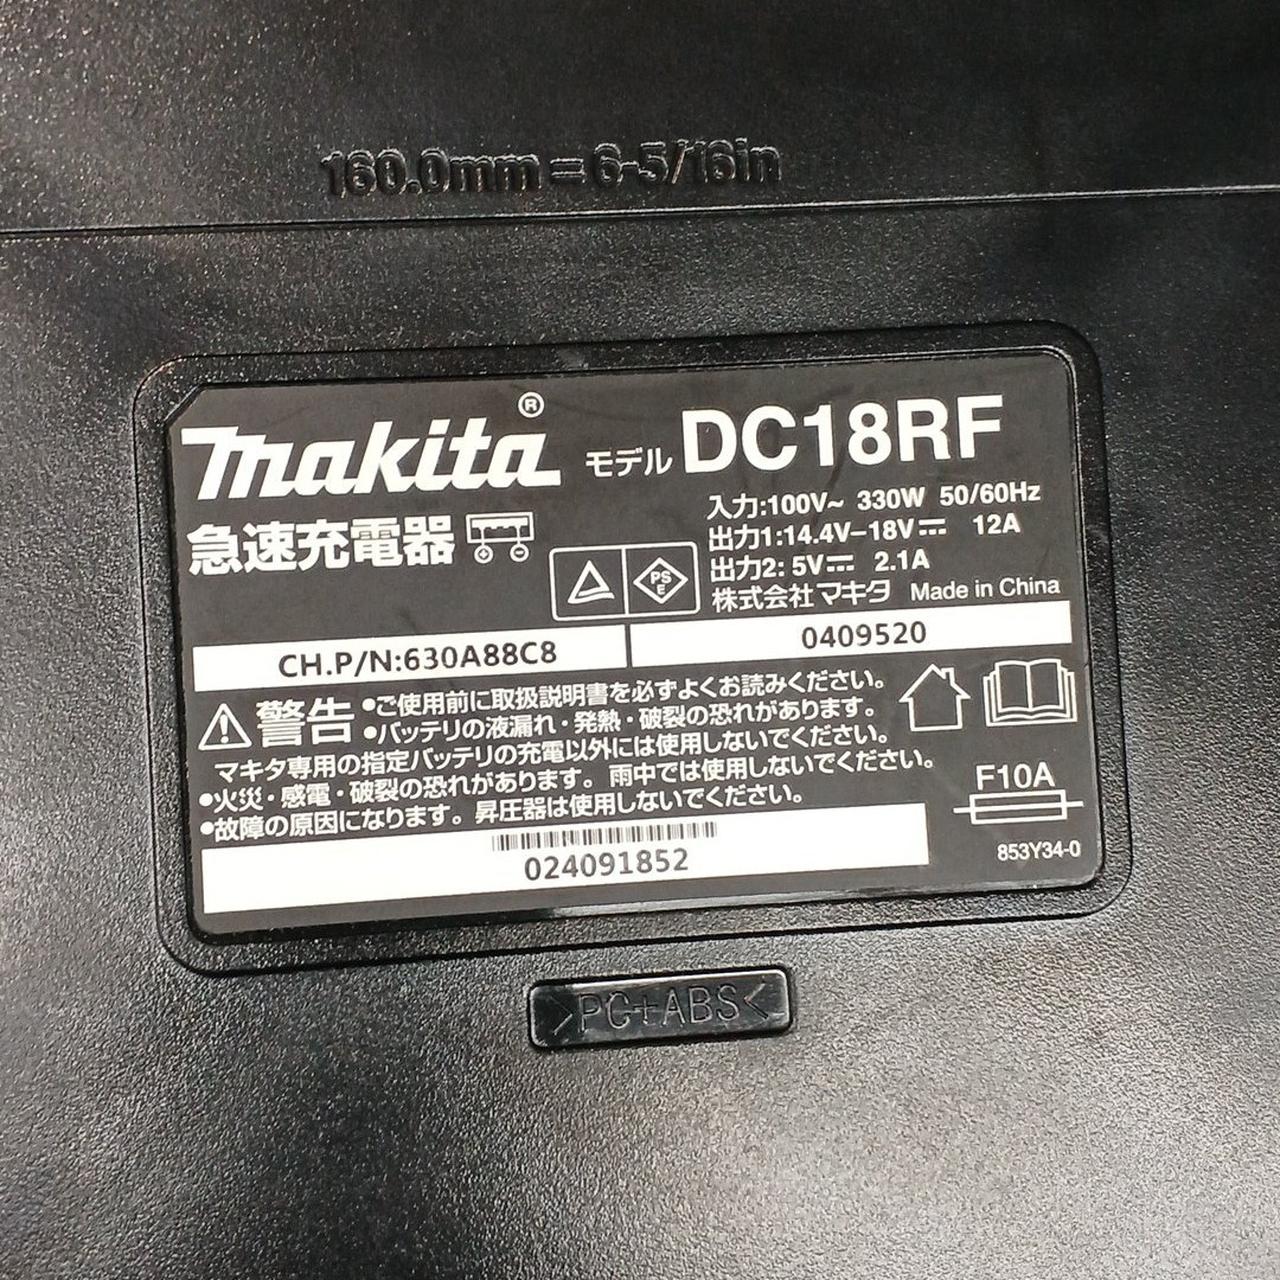 160.0mm=6-5/16in
makita® モデル DC18RF
急速充電器
入力:100V~ 330W 50/60Hz
出力1:14.4V-18V⎓ 12A
出力2:5V⎓ 2.1A
PS
E
株式会社マキタ Made in China
CH.P/N:630A88C8
0409520
警告 •ご使用前に取扱説明書を必ずよくお読みください。
•バッテリの液漏れ・発熱・破裂の恐れがあります。
マキタ専用の指定バッテリの充電以外には使用しないでください。
•火災・感電・破裂の恐れがあります。雨中では使用しないでください。
•故障の原因になります。昇圧器は使用しないでください。
F10A
024091852
853Y34-0
>PC+ABS<